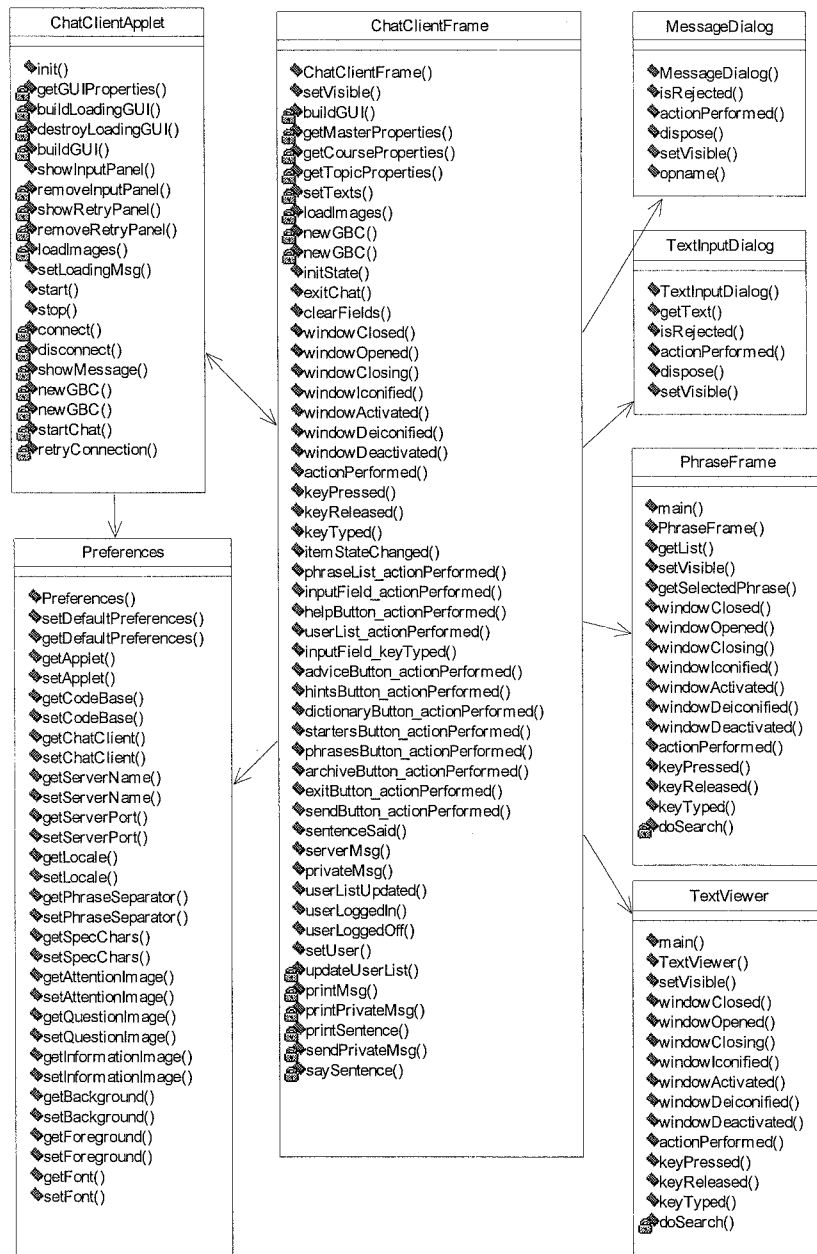 ChatClientApplet
init()
getGUIProperties()
buildLoadingGUI()
destroyLoadingGUI()
buildGUI()
showInputPanel()
removeInputPanel()
showRetryPanel()
removeRetryPanel()
loadImages()
setLoadingMsg()
start()
stop()
connect()
disconnect()
showMessage()
newGBC()
newGBC()
startChat()
retryConnection()
Preferences
Preferences()
setDefaultPreferences()
getDefaultPreferences()
getApplet()
setApplet()
getCodeBase()
setCodeBase()
getChatClient()
setChatClient()
getServerName()
setServerName()
getServerPort()
setServerPort()
getLocale()
setLocale()
getPhraseSeparator()
setPhraseSeparator()
getSpecChars()
setSpecChars()
getAttentionImage()
setAttentionImage()
getQuestionImage()
setQuestionImage()
getInformationImage()
setInformationImage()
getBackground()
setBackground()
getForeground()
setForeground()
getFont()
setFont()
ChatClientFrame
ChatClientFrame()
setVisible()
buildGUI()
getMasterProperties()
getCourseProperties()
getTopicProperties()
setTexts()
loadImages()
newGBC()
newGBC()
initState()
exitChat()
clearFields()
windowClosed()
windowOpened()
windowClosing()
windowIconified()
windowActivated()
windowDeiconified()
windowDeactivated()
actionPerformed()
keyPressed()
keyReleased()
keyTyped()
itemStateChanged()
phraseList_actionPerformed()
inputField_actionPerformed()
helpButton_actionPerformed()
userList_actionPerformed()
inputField_keyTyped()
adviceButton_actionPerformed()
hintsButton_actionPerformed()
dictionaryButton_actionPerformed()
startersButton_actionPerformed()
phrasesButton_actionPerformed()
archiveButton_actionPerformed()
exitButton_actionPerformed()
sendButton_actionPerformed()
sentenceSaid()
serverMsg()
privateMsg()
userListUpdated()
userLoggedIn()
userLoggedOff()
setUser()
updateUserList()
printMsg()
printPrivateMsg()
printSentence()
sendPrivateMsg()
saySentence()
MessageDialog
MessageDialog()
isRejected()
actionPerformed()
dispose()
setVisible()
opname()
TextInputDialog
TextInputDialog()
getText()
isRejected()
actionPerformed()
dispose()
setVisible()
PhraseFrame
main()
PhraseFrame()
getList()
setVisible()
getSelectedPhrase()
windowClosed()
windowOpened()
windowClosing()
windowIconified()
windowActivated()
windowDeiconified()
windowDeactivated()
actionPerformed()
keyPressed()
keyReleased()
keyTyped()
doSearch()
TextViewer
main()
TextViewer()
setVisible()
windowClosed()
windowOpened()
windowClosing()
windowIconified()
windowActivated()
windowDeiconified()
windowDeactivated()
actionPerformed()
keyPressed()
keyReleased()
keyTyped()
doSearch()